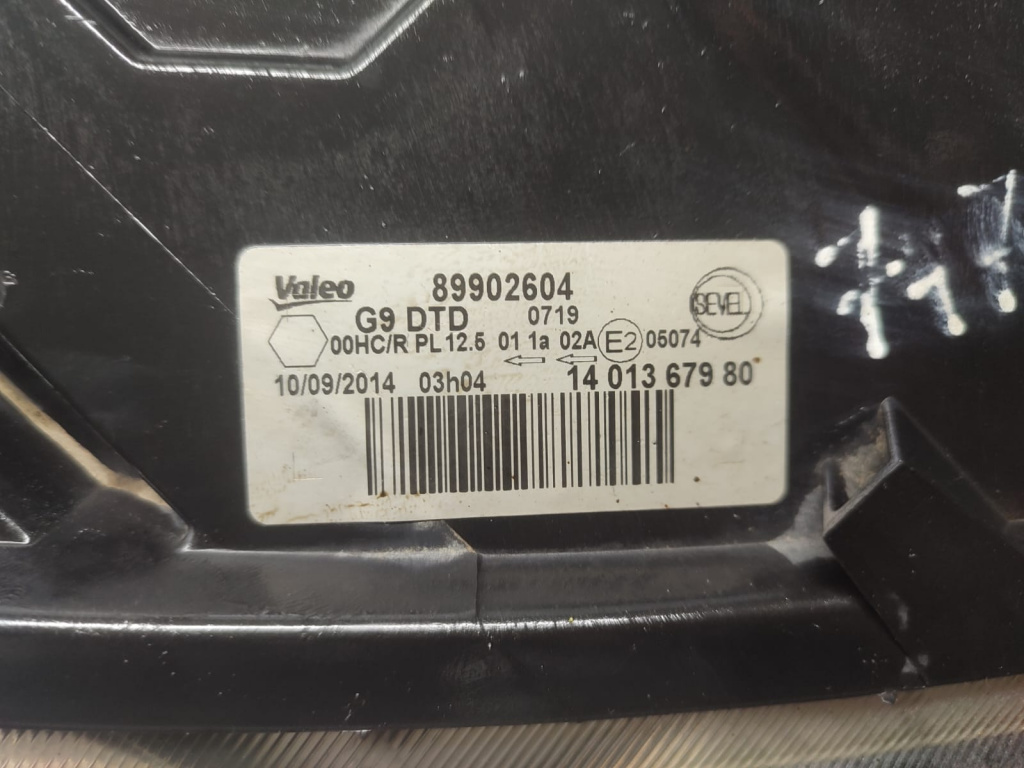 Valeo 89902604
G9 DTD 0719 SEVEL
00HC/R PL 12.5 01 1a 02A E2 05074
10/09/2014 03h04 14 013 679 80